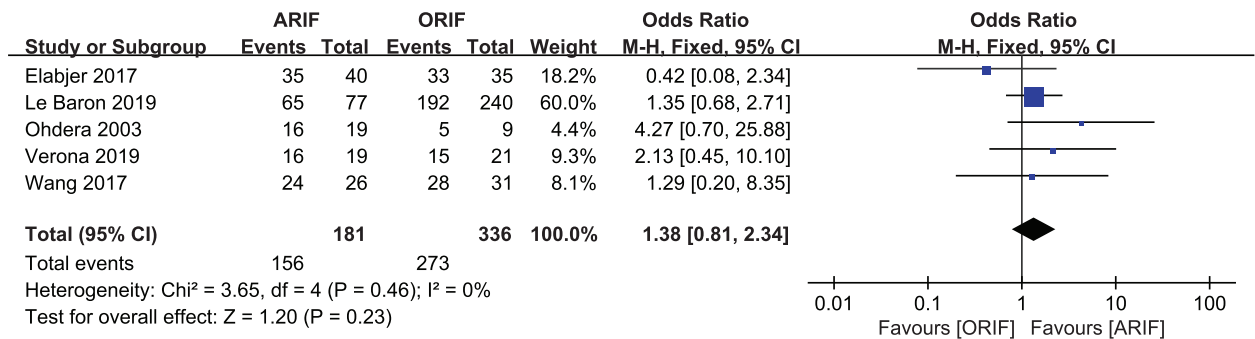 ARIF ORIF Odds Ratio Odds Ratio
Study or Subgroup Events Total Events Total Weight M-H, Fixed, 95% CI M-H, Fixed, 95% CI
Elabjer 2017 35 40 33 35 18.2% 0.42 [0.08, 2.34]
Le Baron 2019 65 77 192 240 60.0% 1.35 [0.68, 2.71]
Ohdera 2003 16 19 5 9 4.4% 4.27 [0.70, 25.88]
Verona 2019 16 19 15 21 9.3% 2.13 [0.45, 10.10]
Wang 2017 24 26 28 31 8.1% 1.29 [0.20, 8.35]
Total (95% CI) 181 336 100.0% 1.38 [0.81, 2.34]
Total events 156 273
Heterogeneity: Chi² = 3.65, df = 4 (P = 0.46); I² = 0%
Test for overall effect: Z = 1.20 (P = 0.23)
0.01 0.1 1 10 100
Favours [ORIF] Favours [ARIF]